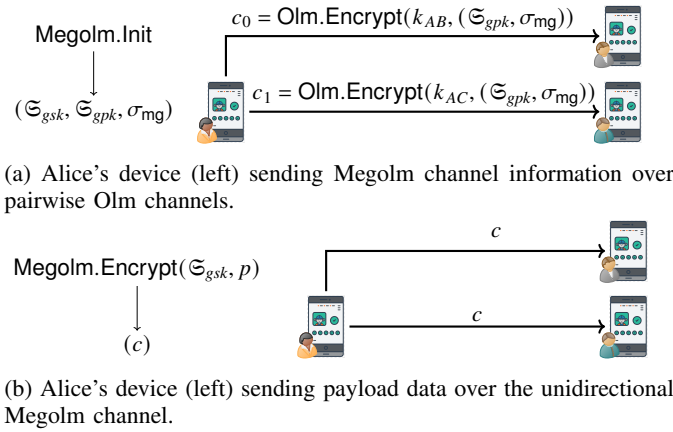 Megolm.Init
(𝔖_gsk, 𝔖_gpk, σ_mg)
c_0 = Olm.Encrypt(k_AB, (𝔖_gpk, σ_mg))
c_1 = Olm.Encrypt(k_AC, (𝔖_gpk, σ_mg))
(a) Alice's device (left) sending Megolm channel information over
pairwise Olm channels.
Megolm.Encrypt(𝔖_gsk, p)
(c)
c
c
(b) Alice's device (left) sending payload data over the unidirectional
Megolm channel.